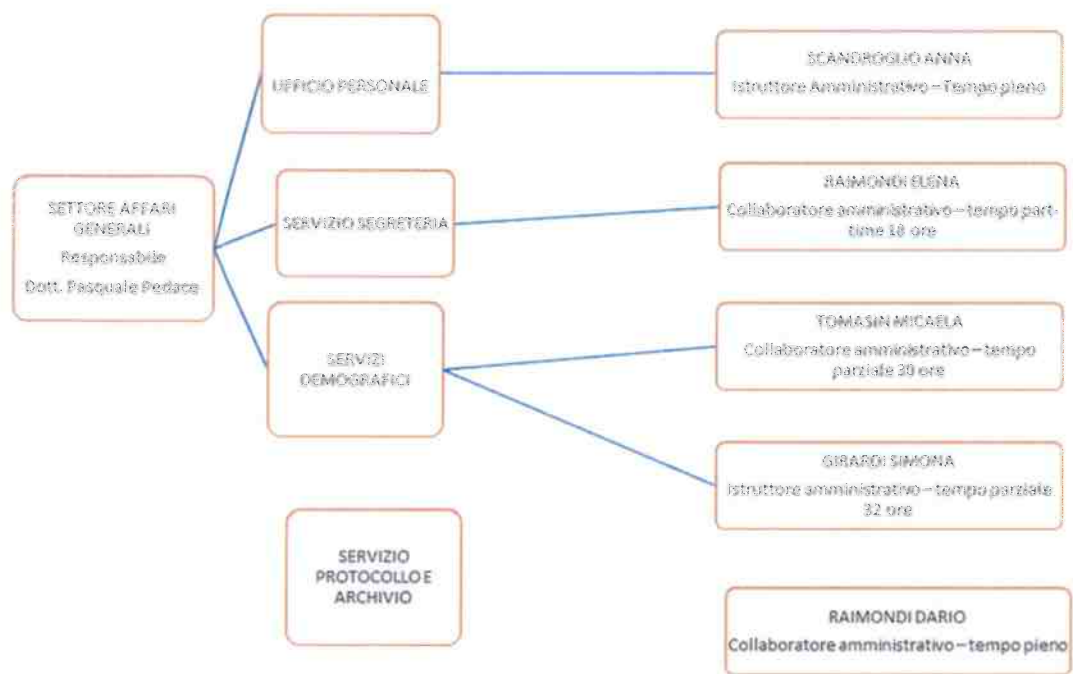 UFFICIO PERSONALE
SCANDROGLIO ANNA
Istruttore Amministrativo – Tempo pieno
SETTORE AFFARI
GENERALI
Responsabile
Dott. Pasquale Pedace
SERVIZIO SEGRETERIA
RAIMONDI ELENA
Collaboratore amministrativo – tempo part-
time 18 ore
SERVIZI
DEMOGRAFICI
TOMASIN MICAELA
Collaboratore amministrativo – tempo
parziale 30 ore
GIRARDI SIMONA
Istruttore amministrativo – tempo parziale
32 ore
SERVIZIO
PROTOCOLLO E
ARCHIVIO
RAIMONDI DARIO
Collaboratore amministrativo – tempo pieno